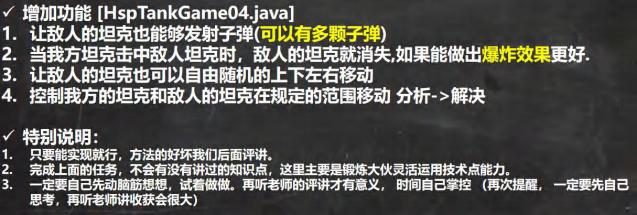 ✓ 增加功能 [HspTankGame04.java]
1. 让敌人的坦克也能够发射子弹(可以有多颗子弹)
2. 当我方坦克击中敌人坦克时，敌人的坦克就消失,如果能做出爆炸效果更好.
3. 让敌人的坦克也可以自由随机的上下左右移动
4. 控制我方的坦克和敌人的坦克在规定的范围移动 分析->解决
✓ 特别说明：
1. 只要能实现就行，方法的好坏我们后面评讲。
2. 完成上面的任务，不会有没有讲过的知识点，这里主要是锻炼大伙灵活运用技术点能力。
3. 一定要自己先动脑筋想想，试着做做。再听老师的评讲才有意义， 时间自己掌控 （再次提醒， 一定要先自己
思考，再听老师讲收获会很大）